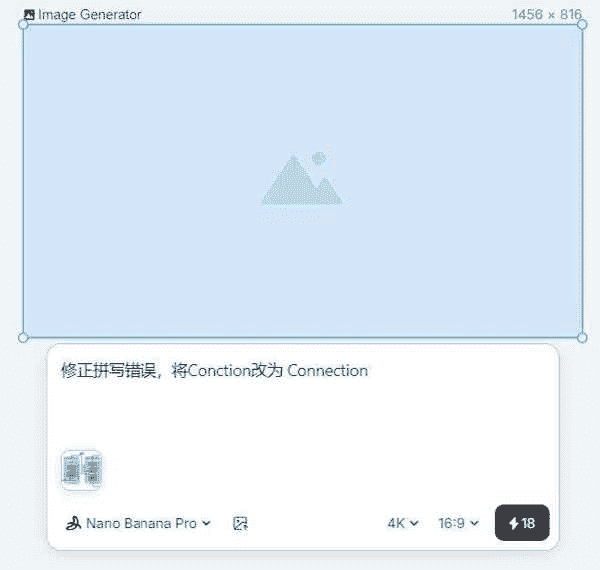 Image Generator
1456 × 816
修正拼写错误，将Conction改为 Connection
Nano Banana Pro
4K
16:9
18